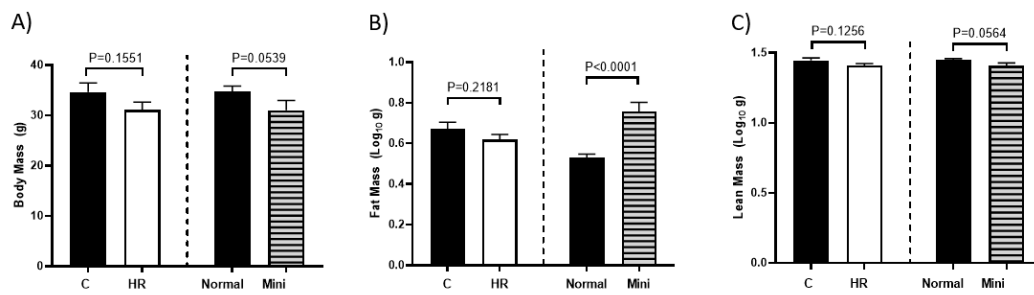 A)
P=0.1551
P=0.0539
Body Mass (g)
40
30
20
10
0
C
HR
Normal
Mini
B)
P<0.0001
P=0.2181
Fat Mass (Log10 g)
1.0
0.8
0.6
0.4
0.2
0.0
C
HR
Normal
Mini
C)
P=0.1256
P=0.0564
Lean Mass (Log10 g)
1.5
1.0
0.5
0.0
C
HR
Normal
Mini